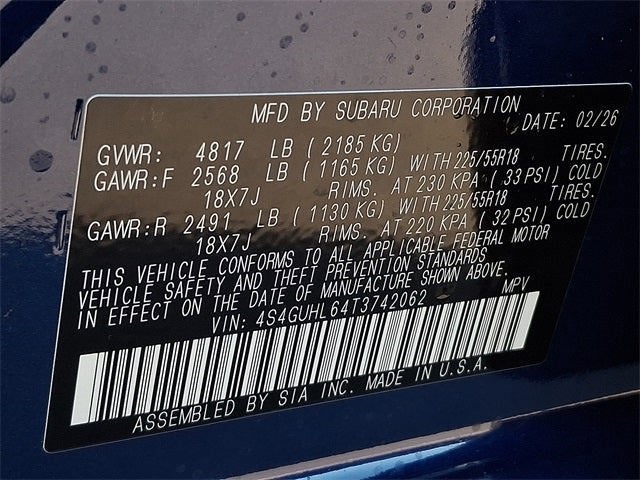 MFD BY SUBARU CORPORATION
DATE: 02/26
GVWR: 4817 LB ( 2185 KG)
GAWR:F 2568 LB ( 1165 KG) WITH 225/55R18 TIRES.
18X7J RIMS. AT 230 KPA ( 33 PSI) COLD
GAWR:R 2491 LB ( 1130 KG) WITH 225/55R18 TIRES.
18X7J RIMS. AT 220 KPA ( 32 PSI) COLD
THIS VEHICLE CONFORMS TO ALL APPLICABLE FEDERAL MOTOR
VEHICLE SAFETY AND THEFT PREVENTION STANDARDS
IN EFFECT ON THE DATE OF MANUFACTURE SHOWN ABOVE.
VIN: 4S4GUHL64T3742062 MPV
ASSEMBLED BY SIA INC. MADE IN U.S.A.